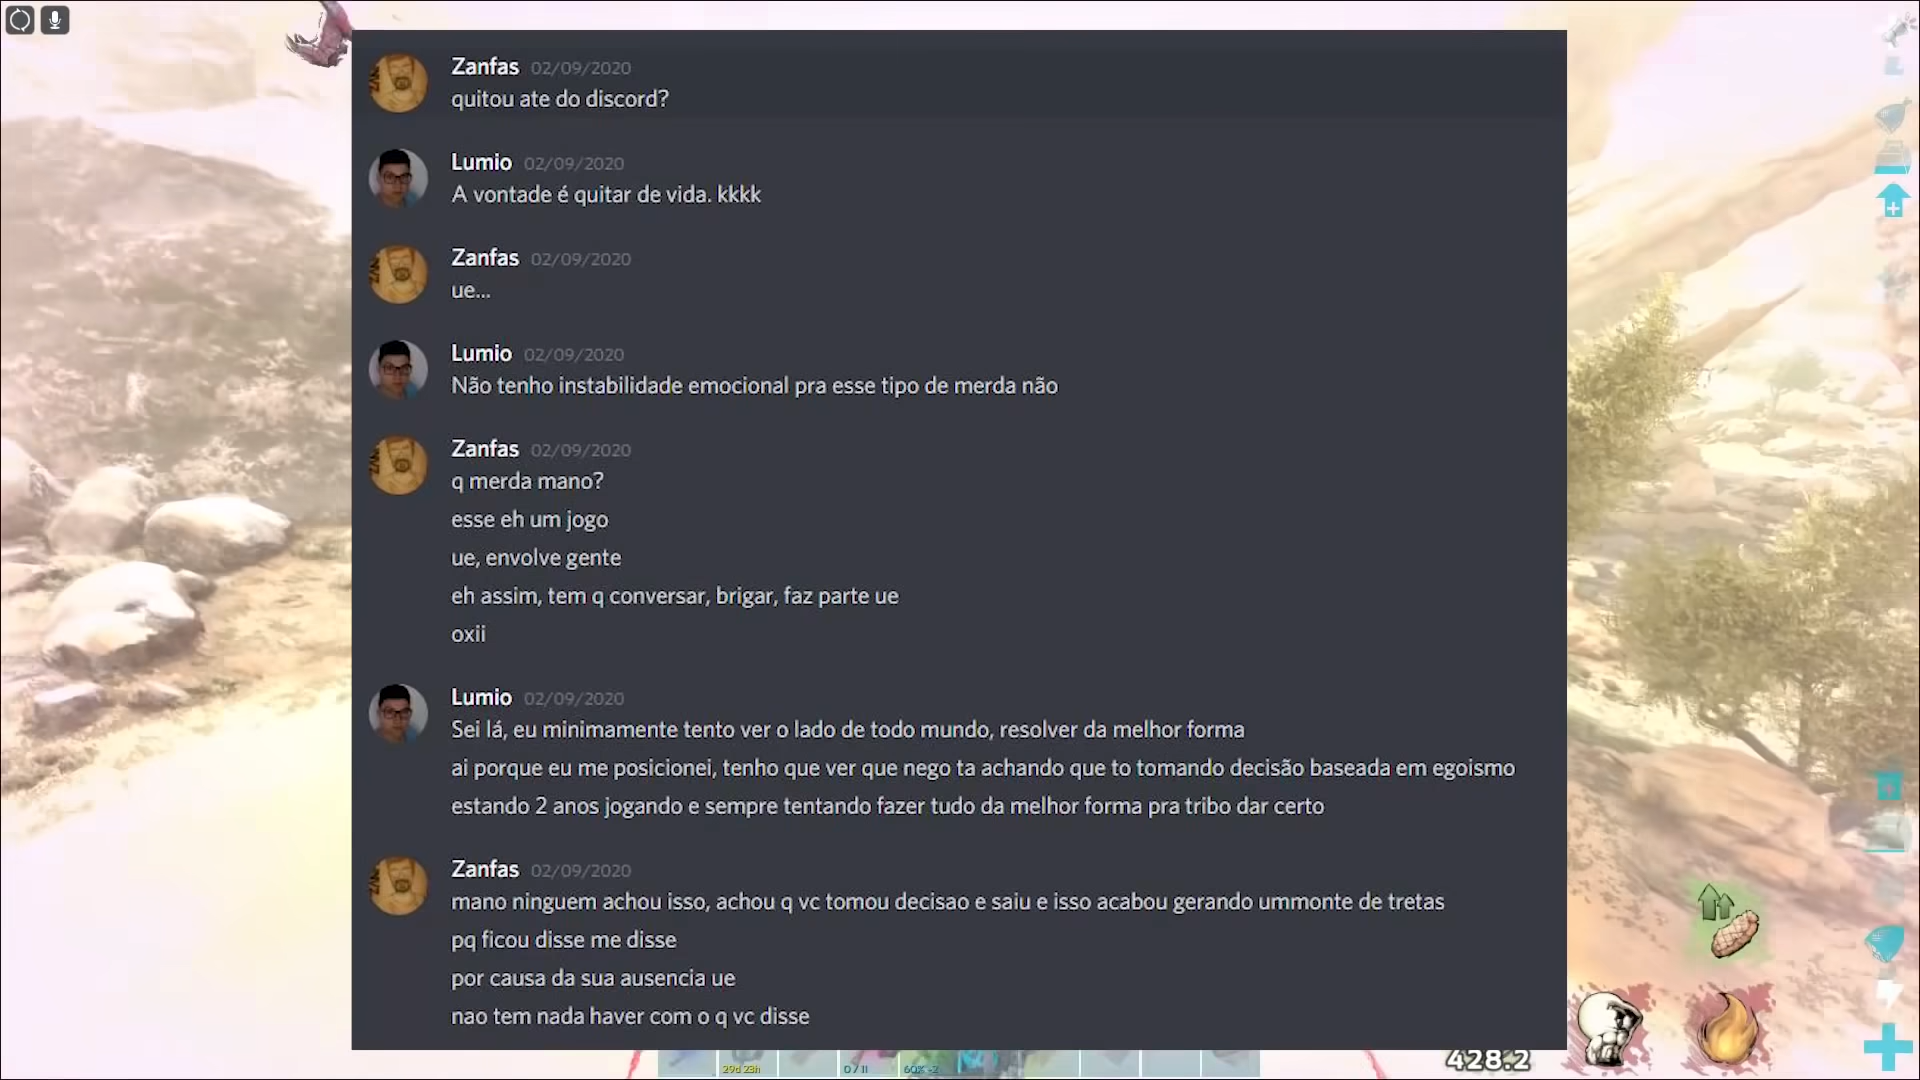 Zanfas 02/09/2020
quitou ate do discord?
Lumio 02/09/2020
A vontade é quitar de vida. kkkk
Zanfas 02/09/2020
ue...
Lumio 02/09/2020
Não tenho instabilidade emocional pra esse tipo de merda não
Zanfas 02/09/2020
q merda mano?
esse eh um jogo
ue, envolve gente
eh assim, tem q conversar, brigar, faz parte ue
oxii
Lumio 02/09/2020
Sei lá, eu minimamente tento ver o lado de todo mundo, resolver da melhor forma
ai porque eu me posicionei, tenho que ver que nego ta achando que to tomando decisão baseada em egoismo
estando 2 anos jogando e sempre tentando fazer tudo da melhor forma pra tribo dar certo
Zanfas 02/09/2020
mano ninguem achou isso, achou q vc tomou decisao e saiu e isso acabou gerando ummonte de tretas
pq ficou disse me disse
por causa da sua ausencia ue
nao tem nada haver com o q vc disse
29d 23h 0 / 11 60% -2
428.2